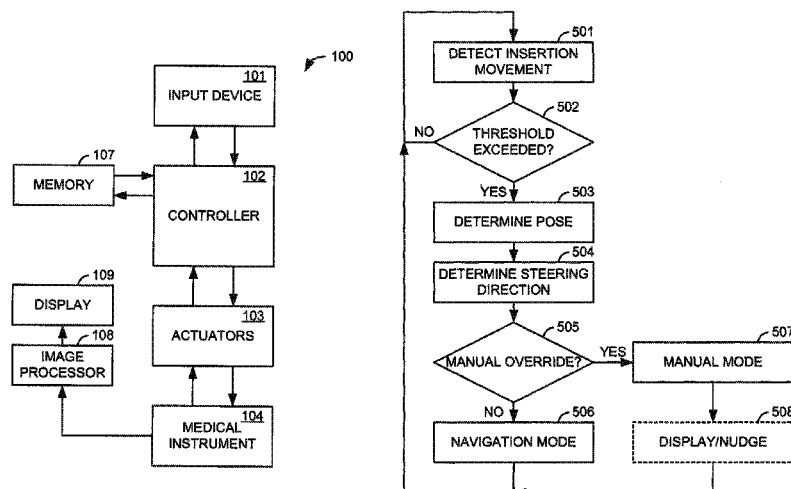 100
101
INPUT DEVICE
107
MEMORY
102
CONTROLLER
109
DISPLAY
108
IMAGE
PROCESSOR
103
ACTUATORS
104
MEDICAL
INSTRUMENT
501
DETECT INSERTION
MOVEMENT
502
THRESHOLD
EXCEEDED?
NO
YES
503
DETERMINE POSE
504
DETERMINE STEERING
DIRECTION
505
MANUAL OVERRIDE?
YES
507
MANUAL MODE
NO
506
NAVIGATION MODE
508
DISPLAY/NUDGE